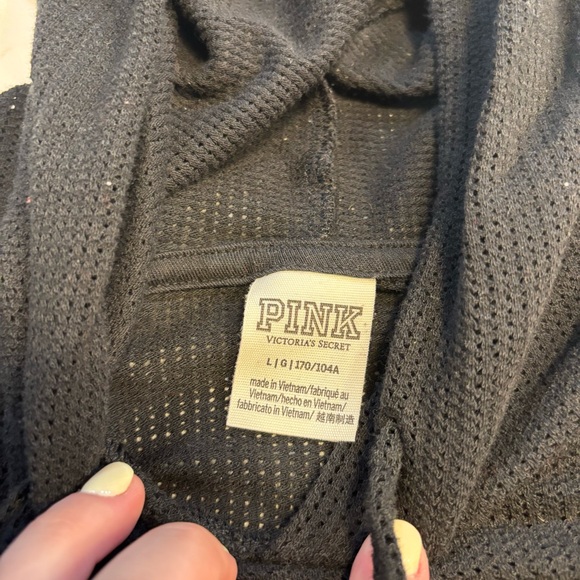 PINK
VICTORIA'S SECRET
L | G | 170/104A
made in Vietnam/fabriqué au
Vietnam/hecho en Vietnam/
fabbricato in Vietnam/ 越南制造